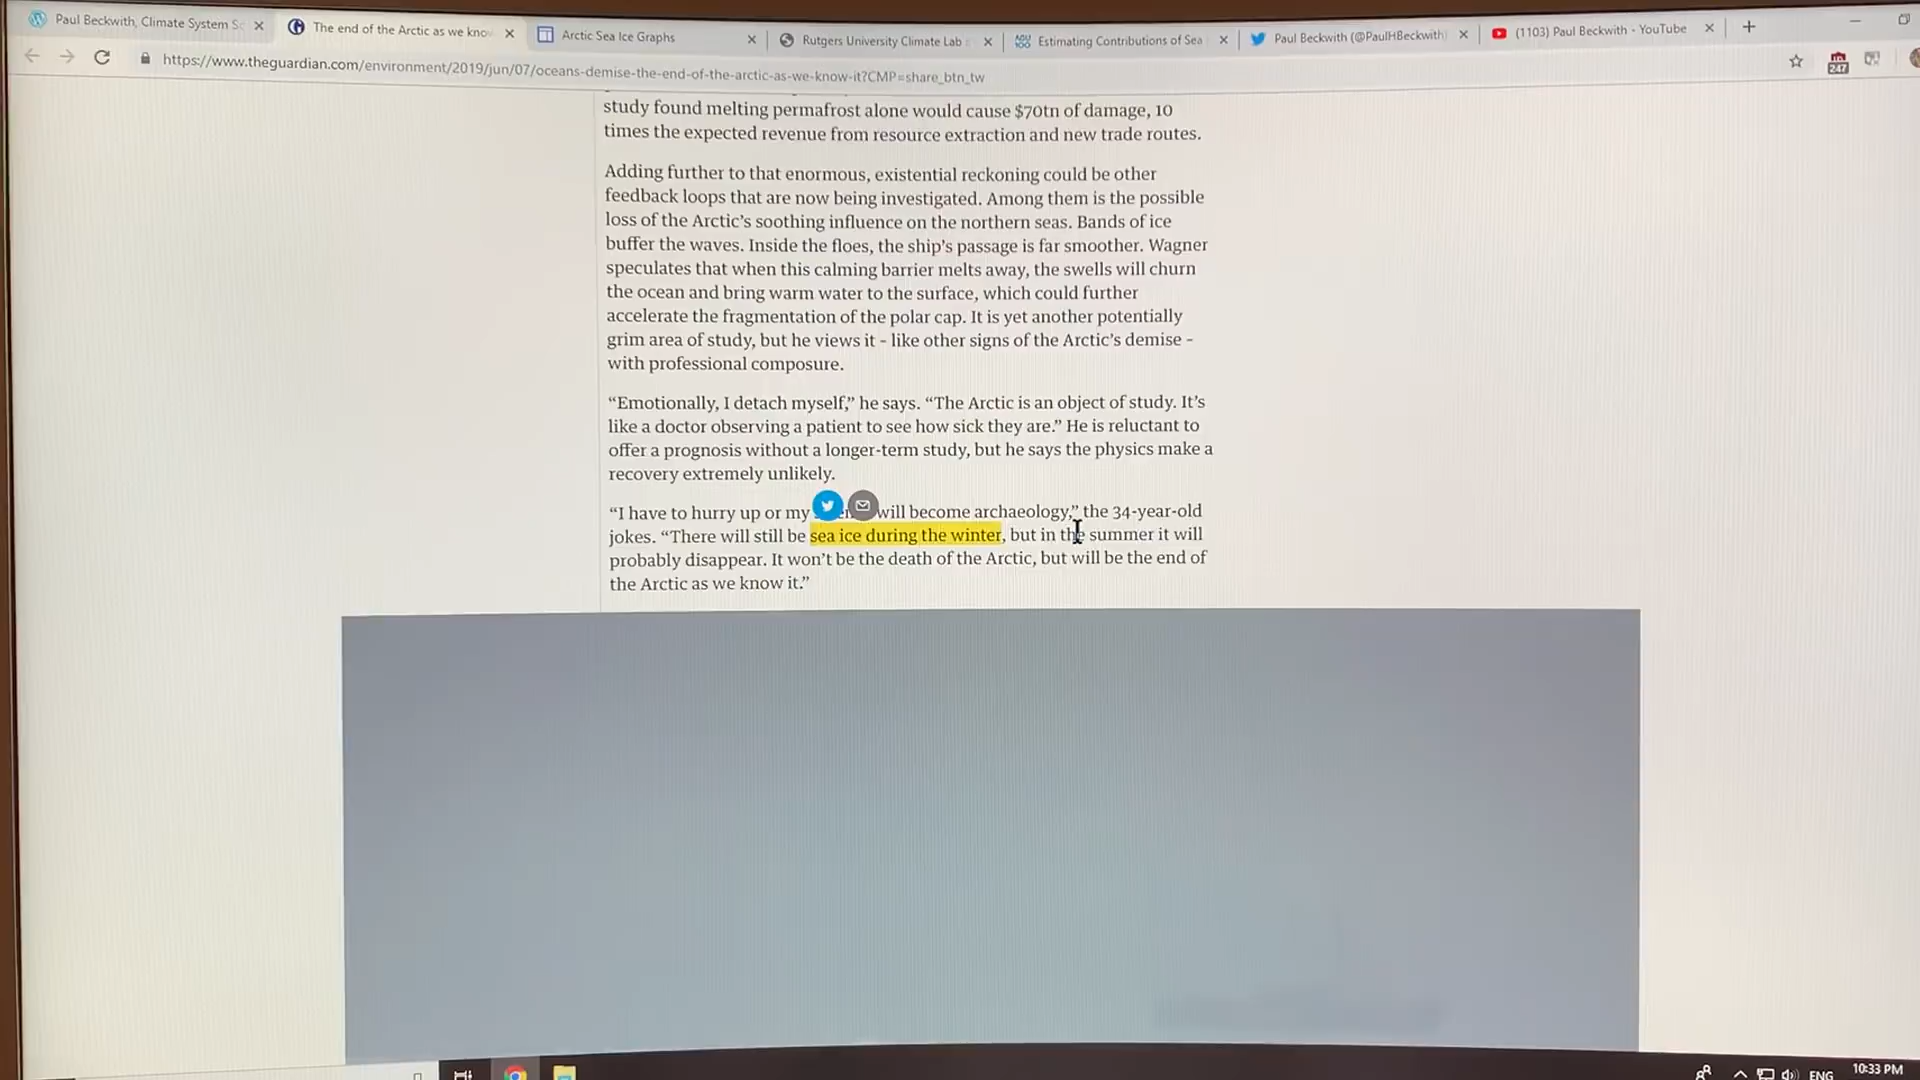 Paul Beckwith, Climate System Sc
The end of the Arctic as we know
Arctic Sea Ice Graphs
Rutgers University Climate Lab
Estimating Contributions of Sea
Paul Beckwith (@PaulHBeckwith)
(1103) Paul Beckwith - YouTube
https://www.theguardian.com/environment/2019/jun/07/oceans-demise-the-end-of-the-arctic-as-we-know-it?CMP=share_btn_tw
247
study found melting permafrost alone would cause $70tn of damage, 10
times the expected revenue from resource extraction and new trade routes.
Adding further to that enormous, existential reckoning could be other
feedback loops that are now being investigated. Among them is the possible
loss of the Arctic’s soothing influence on the northern seas. Bands of ice
buffer the waves. Inside the floes, the ship’s passage is far smoother. Wagner
speculates that when this calming barrier melts away, the swells will churn
the ocean and bring warm water to the surface, which could further
accelerate the fragmentation of the polar cap. It is yet another potentially
grim area of study, but he views it - like other signs of the Arctic’s demise -
with professional composure.
“Emotionally, I detach myself,” he says. “The Arctic is an object of study. It’s
like a doctor observing a patient to see how sick they are.” He is reluctant to
offer a prognosis without a longer-term study, but he says the physics make a
recovery extremely unlikely.
“I have to hurry up or my will become archaeology,” the 34-year-old
jokes. “There will still be sea ice during the winter, but in the summer it will
probably disappear. It won’t be the death of the Arctic, but will be the end of
the Arctic as we know it.”
ENG
10:33 PM